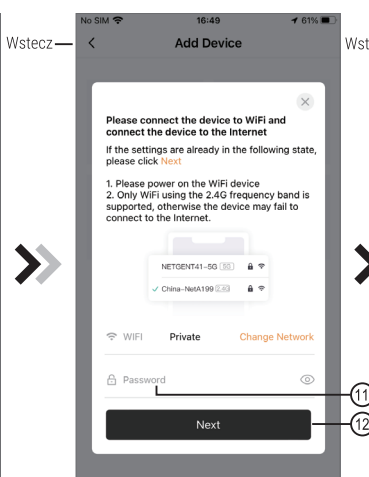 No SIM 16:49 61%
Wstecz Add Device Wst
Please connect the device to WiFi and
connect the device to the Internet
If the settings are already in the following state,
please click Next
1. Please power on the WiFi device
2. Only WiFi using the 2.4G frequency band is
supported, otherwise the device may fail to
connect to the Internet.
NETGENT41-5G 5G
China-NetA199 2.4G
WIFI Private Change Network
Password
11
Next
12